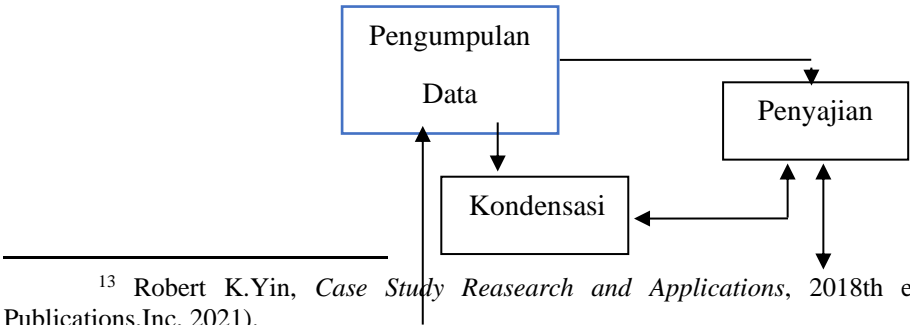 Pengumpulan
Data
Penyajian
Kondensasi
13 Robert K.Yin, Case Study Reasearch and Applications, 2018th e
Publications,Inc, 2021).